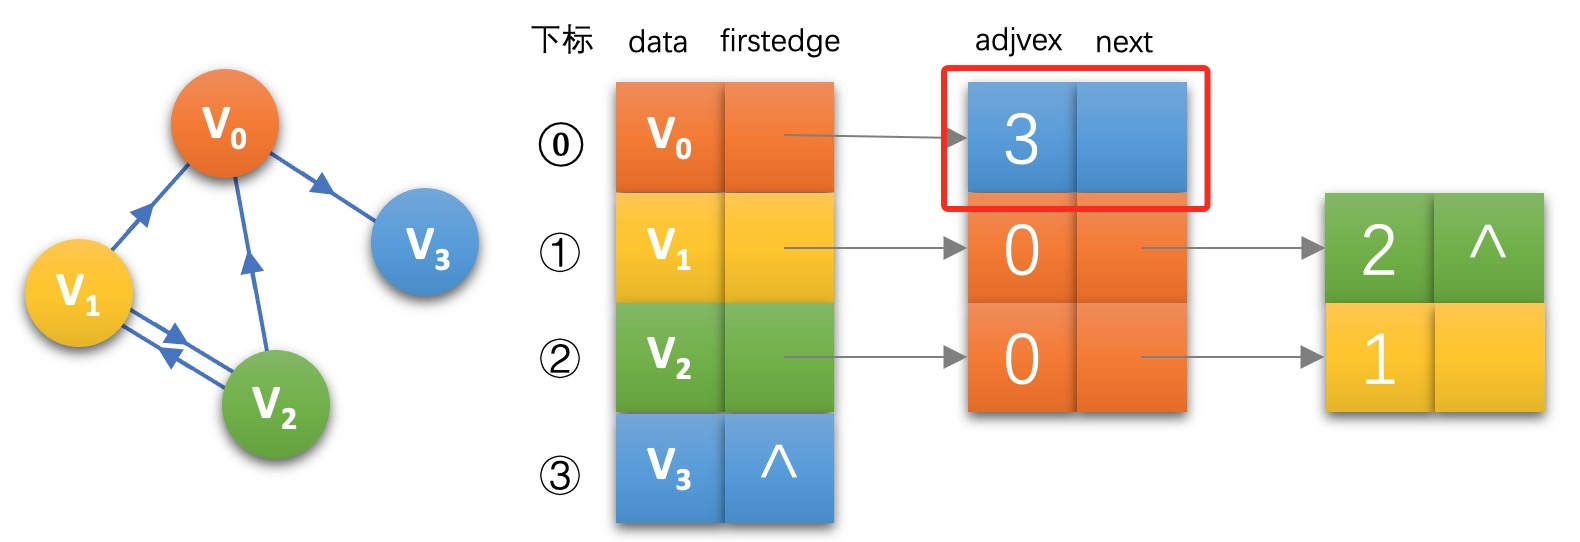 下标 data firstedge adjvex next
V0
V3
V1
V2
⓪ V0 3
① V1 0 2 ^
② V2 0 1
③ V3 ^